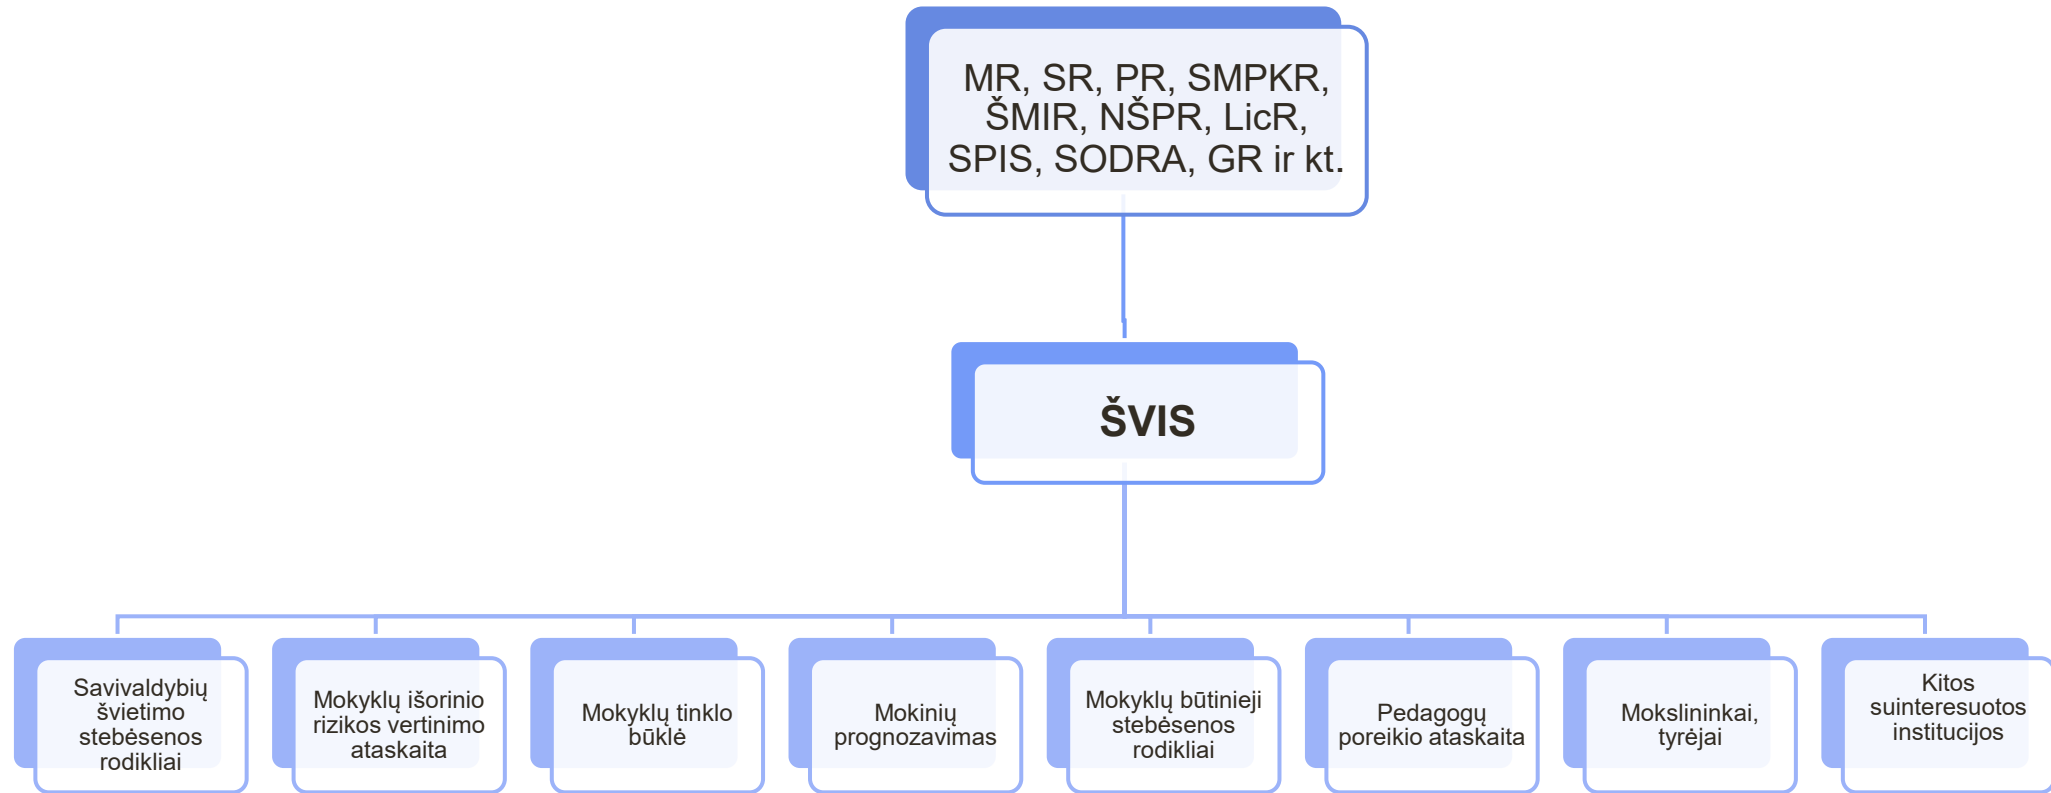 MR, SR, PR, SMPKR,
ŠMIR, NŠPR, LicR,
SPIS, SODRA, GR ir kt.
ŠVIS
Savivaldybių
švietimo
stebėsenos
rodikliai
Mokyklų išorinio
rizikos vertinimo
ataskaita
Mokyklų tinklo
būklė
Mokinių
prognozavimas
Mokyklų būtinieji
stebėsenos
rodikliai
Pedagogų
poreikio ataskaita
Mokslininkai,
tyrėjai
Kitos
suinteresuotos
institucijos